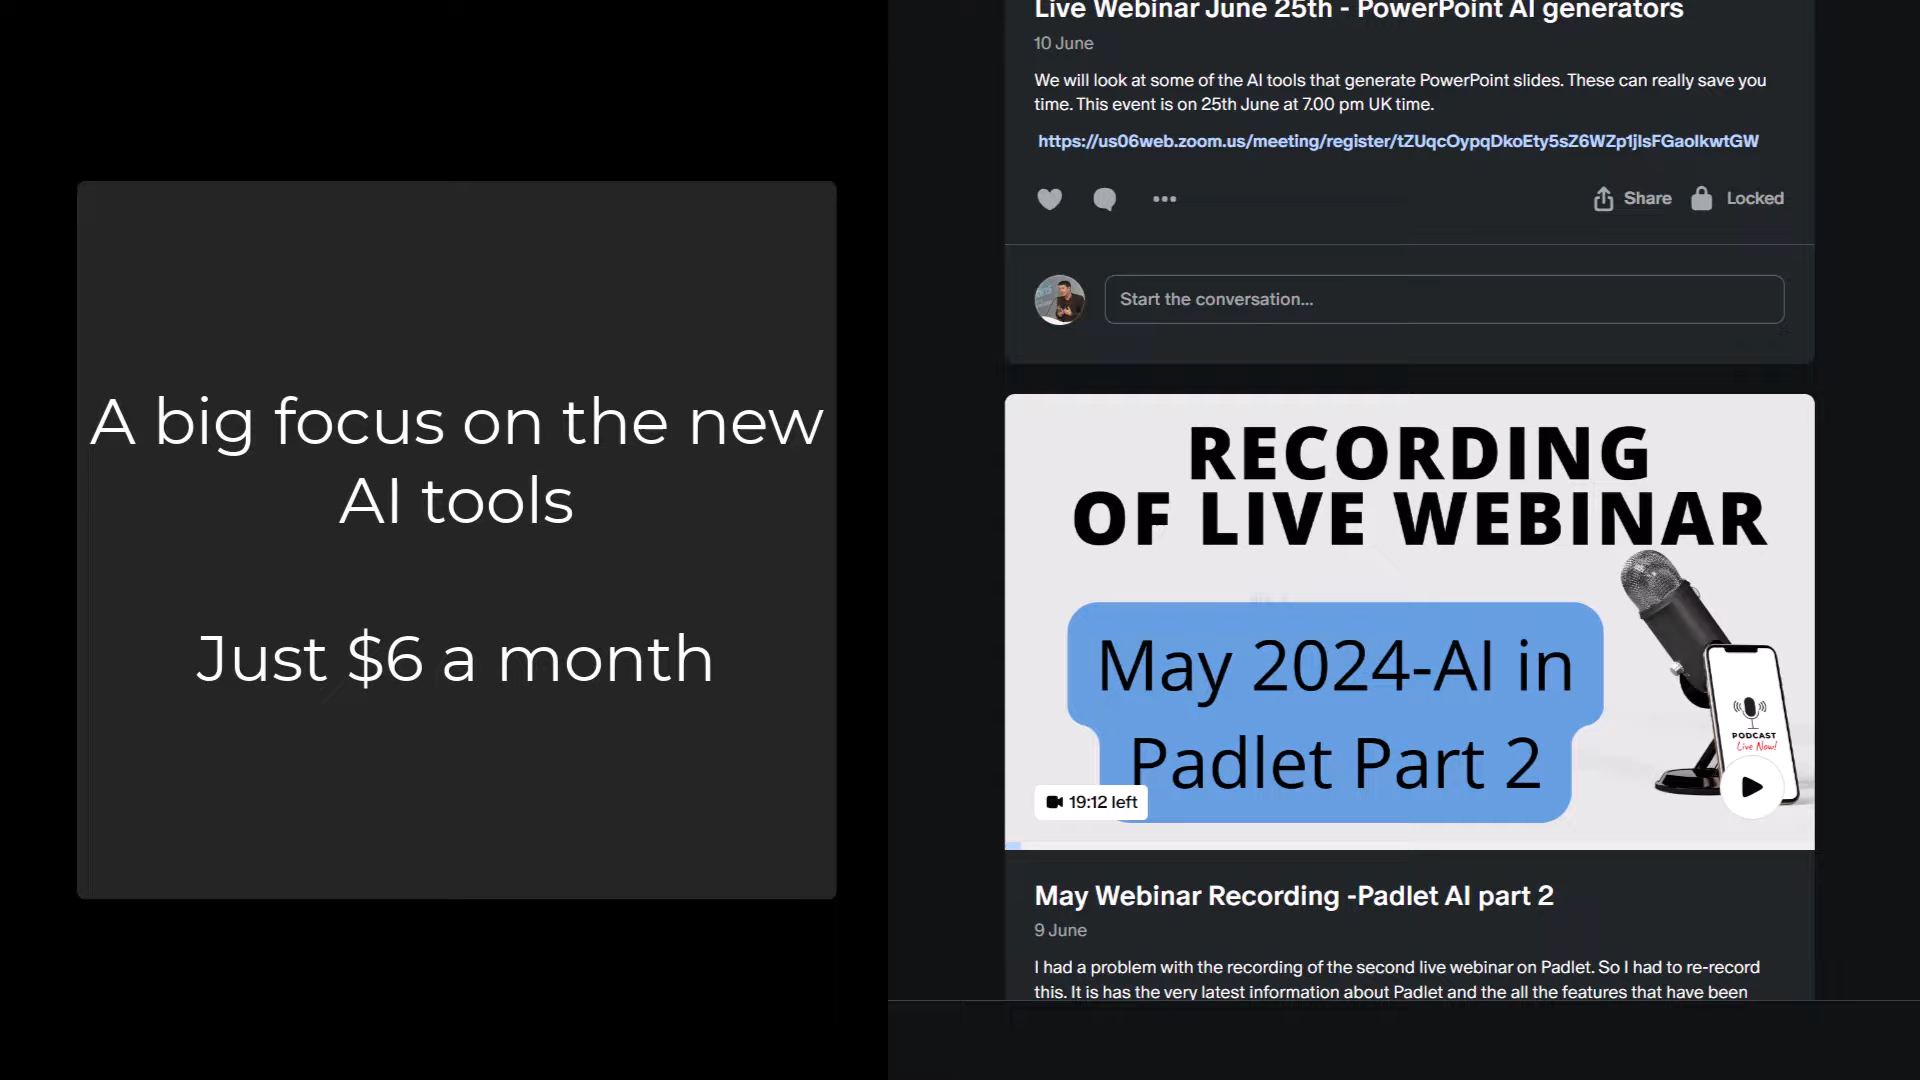 A big focus on the new
AI tools
Just $6 a month
Live Webinar June 25th - PowerPoint AI generators
10 June
We will look at some of the AI tools that generate PowerPoint slides. These can really save you
time. This event is on 25th June at 7.00 pm UK time.
https://us06web.zoom.us/meeting/register/tZUqcOypqDkoEty5sZ6WZp1jIsFGaoIkwtGW
Share
Locked
Start the conversation...
RECORDING
OF LIVE WEBINAR
May 2024-AI in
Padlet Part 2
PODCAST
Live Now!
19:12 left
May Webinar Recording -Padlet AI part 2
9 June
I had a problem with the recording of the second live webinar on Padlet. So I had to re-record
this. It is has the very latest information about Padlet and the all the features that have been